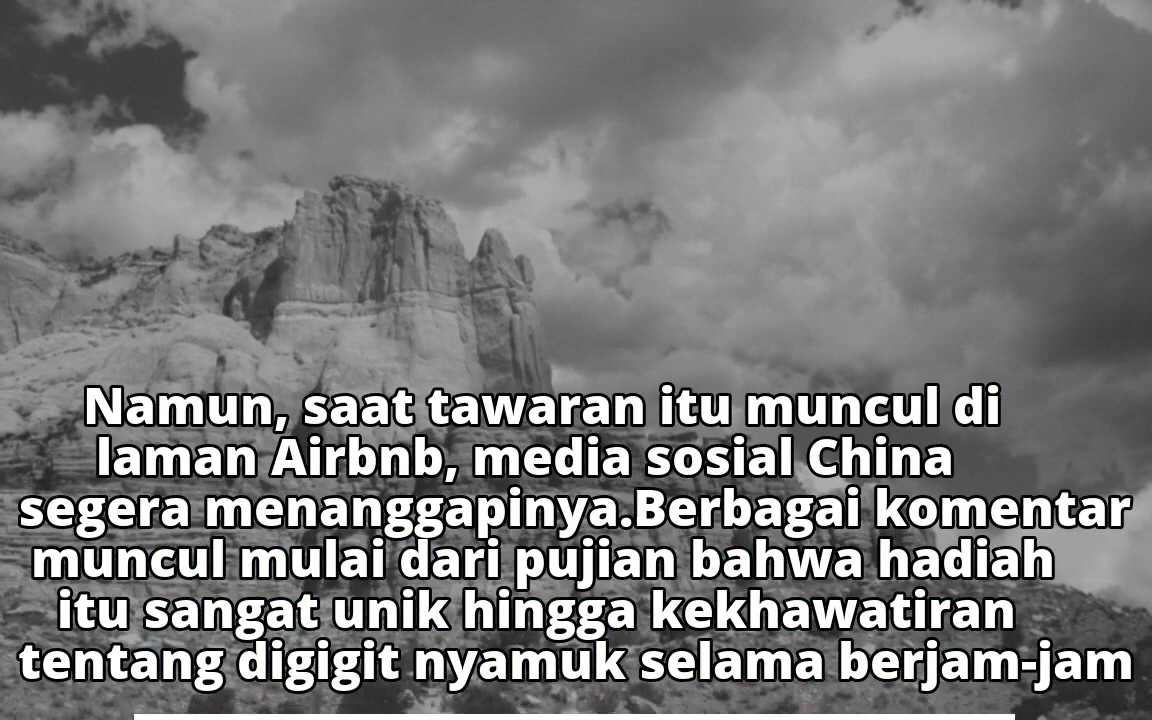 Namun, saat tawaran itu muncul di
laman Airbnb, media sosial China
segera menanggapinya.Berbagai komentar
muncul mulai dari pujian bahwa hadiah
itu sangat unik hingga kekhawatiran
tentang digigit nyamuk selama berjam-jam